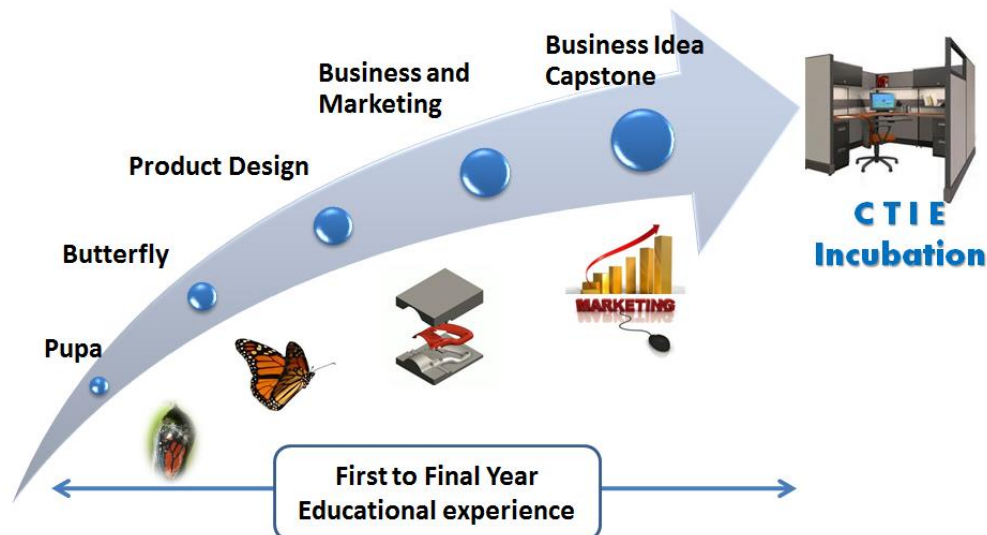 Business Idea
Capstone
Business and
Marketing
Product Design
Butterfly
Pupa
MARKETING
CTIE
Incubation
First to Final Year
Educational experience